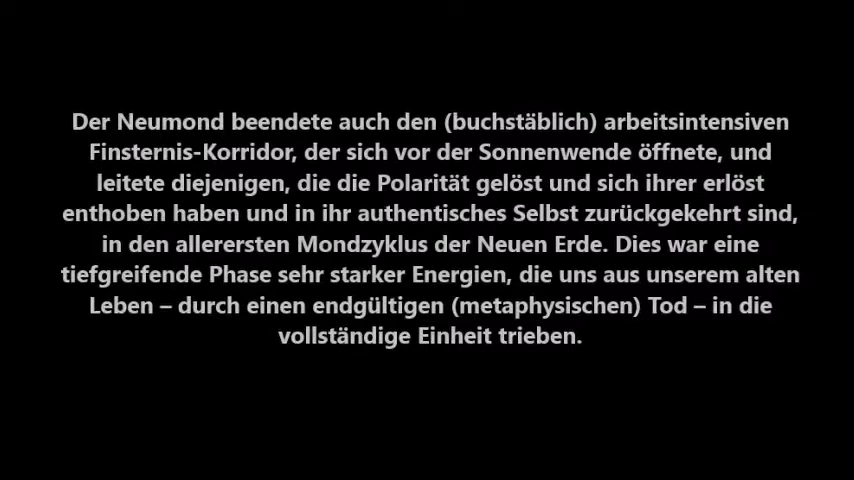 Der Neumond beendete auch den (buchstäblich) arbeitsintensiven
Finsternis-Korridor, der sich vor der Sonnenwende öffnete, und
leitete diejenigen, die die Polarität gelöst und sich ihrer erlöst
enthoben haben und in ihr authentisches Selbst zurückgekehrt sind,
in den allerersten Mondzyklus der Neuen Erde. Dies war eine
tiefgreifende Phase sehr starker Energien, die uns aus unserem alten
Leben – durch einen endgültigen (metaphysischen) Tod – in die
vollständige Einheit trieben.